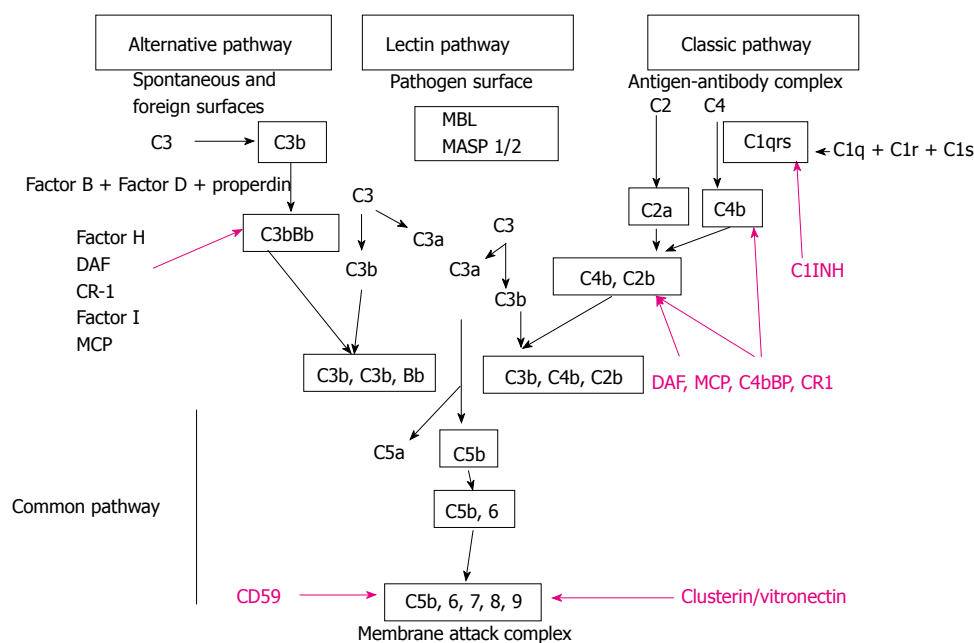 Alternative pathway
Lectin pathway
Classic pathway
Spontaneous and
foreign surfaces
Pathogen surface
Antigen-antibody complex
MBL
MASP 1/2
C2
C4
C3
C3b
C1qrs
C1q + C1r + C1s
Factor B + Factor D + properdin
C3
C3a
C3bBb
C3b
C3
C3a
C3b
C2a
C4b
Factor H
DAF
CR-1
Factor I
MCP
C4b, C2b
C1INH
C3b, C3b, Bb
C3b, C4b, C2b
DAF, MCP, C4bBP, CR1
C5a
C5b
Common pathway
C5b, 6
CD59
C5b, 6, 7, 8, 9
Clusterin/vitronectin
Membrane attack complex